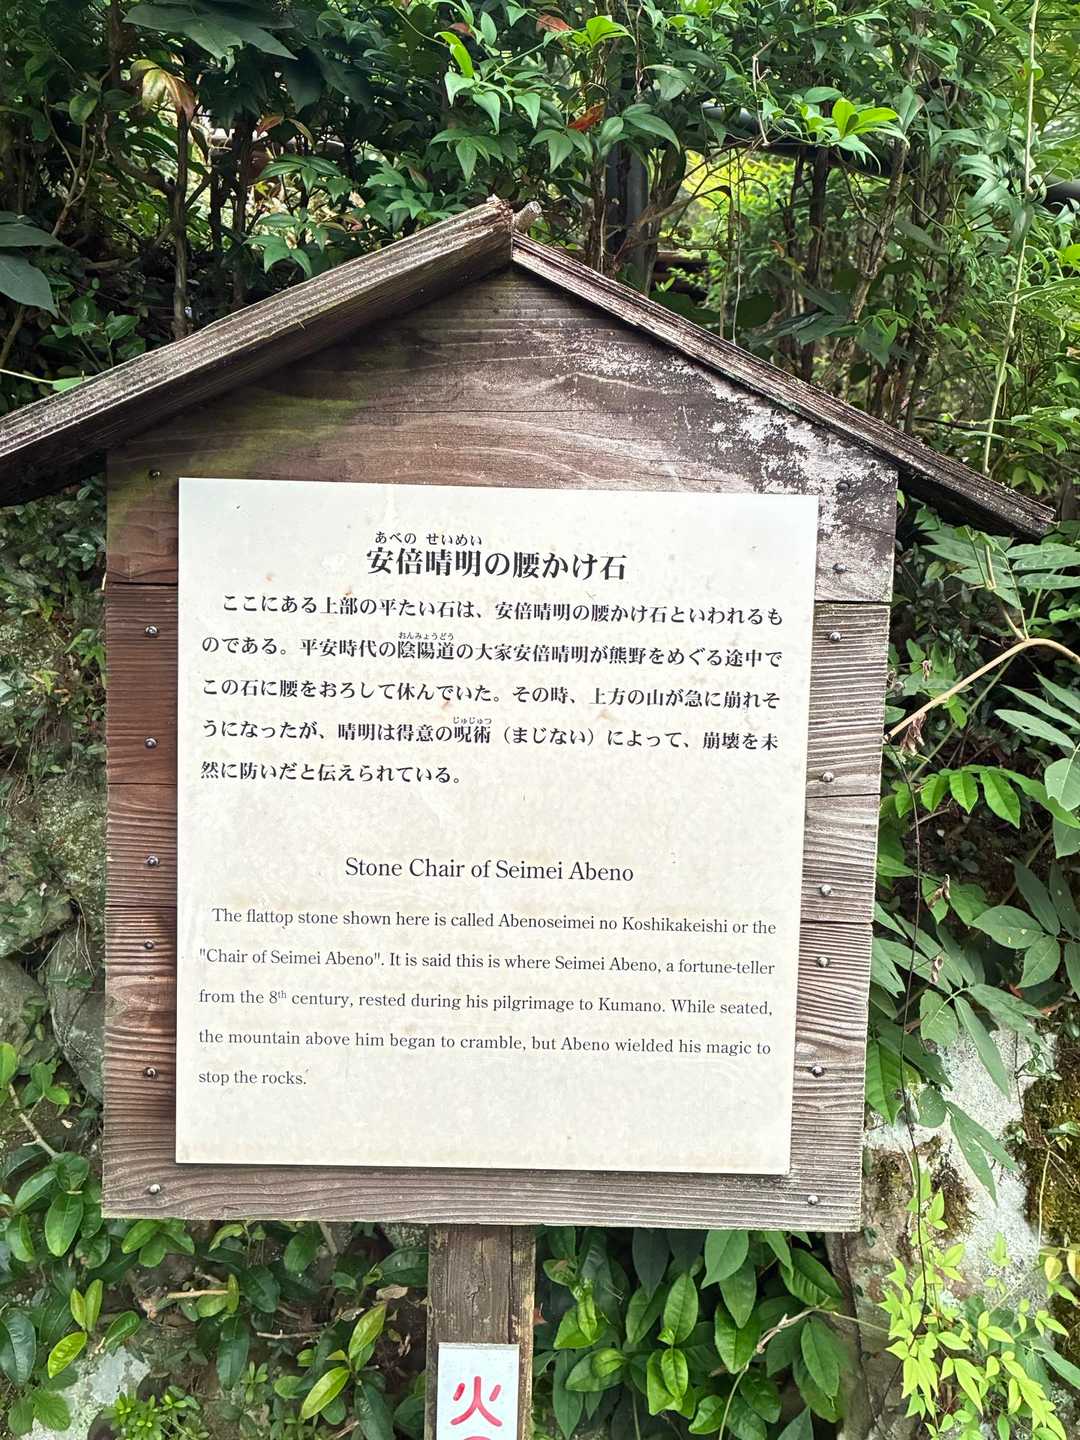 あべの せいめい
安倍晴明の腰かけ石
ここにある上部の平たい石は、安倍晴明の腰かけ石といわれるも
おんみょうどう
のである。平安時代の陰陽道の大家安倍晴明が熊野をめぐる途中で
この石に腰をおろして休んでいた。その時、上方の山が急に崩れそ
じゅじゅつ
うになったが、晴明は得意の呪術（まじない）によって、崩壊を未
然に防いだと伝えられている。
Stone Chair of Seimei Abeno
The flattop stone shown here is called Abenoseimei no Koshikakeishi or the
"Chair of Seimei Abeno". It is said this is where Seimei Abeno, a fortune-teller
from the 8th century, rested during his pilgrimage to Kumano. While seated,
the mountain above him began to cramble, but Abeno wielded his magic to
stop the rocks.
火